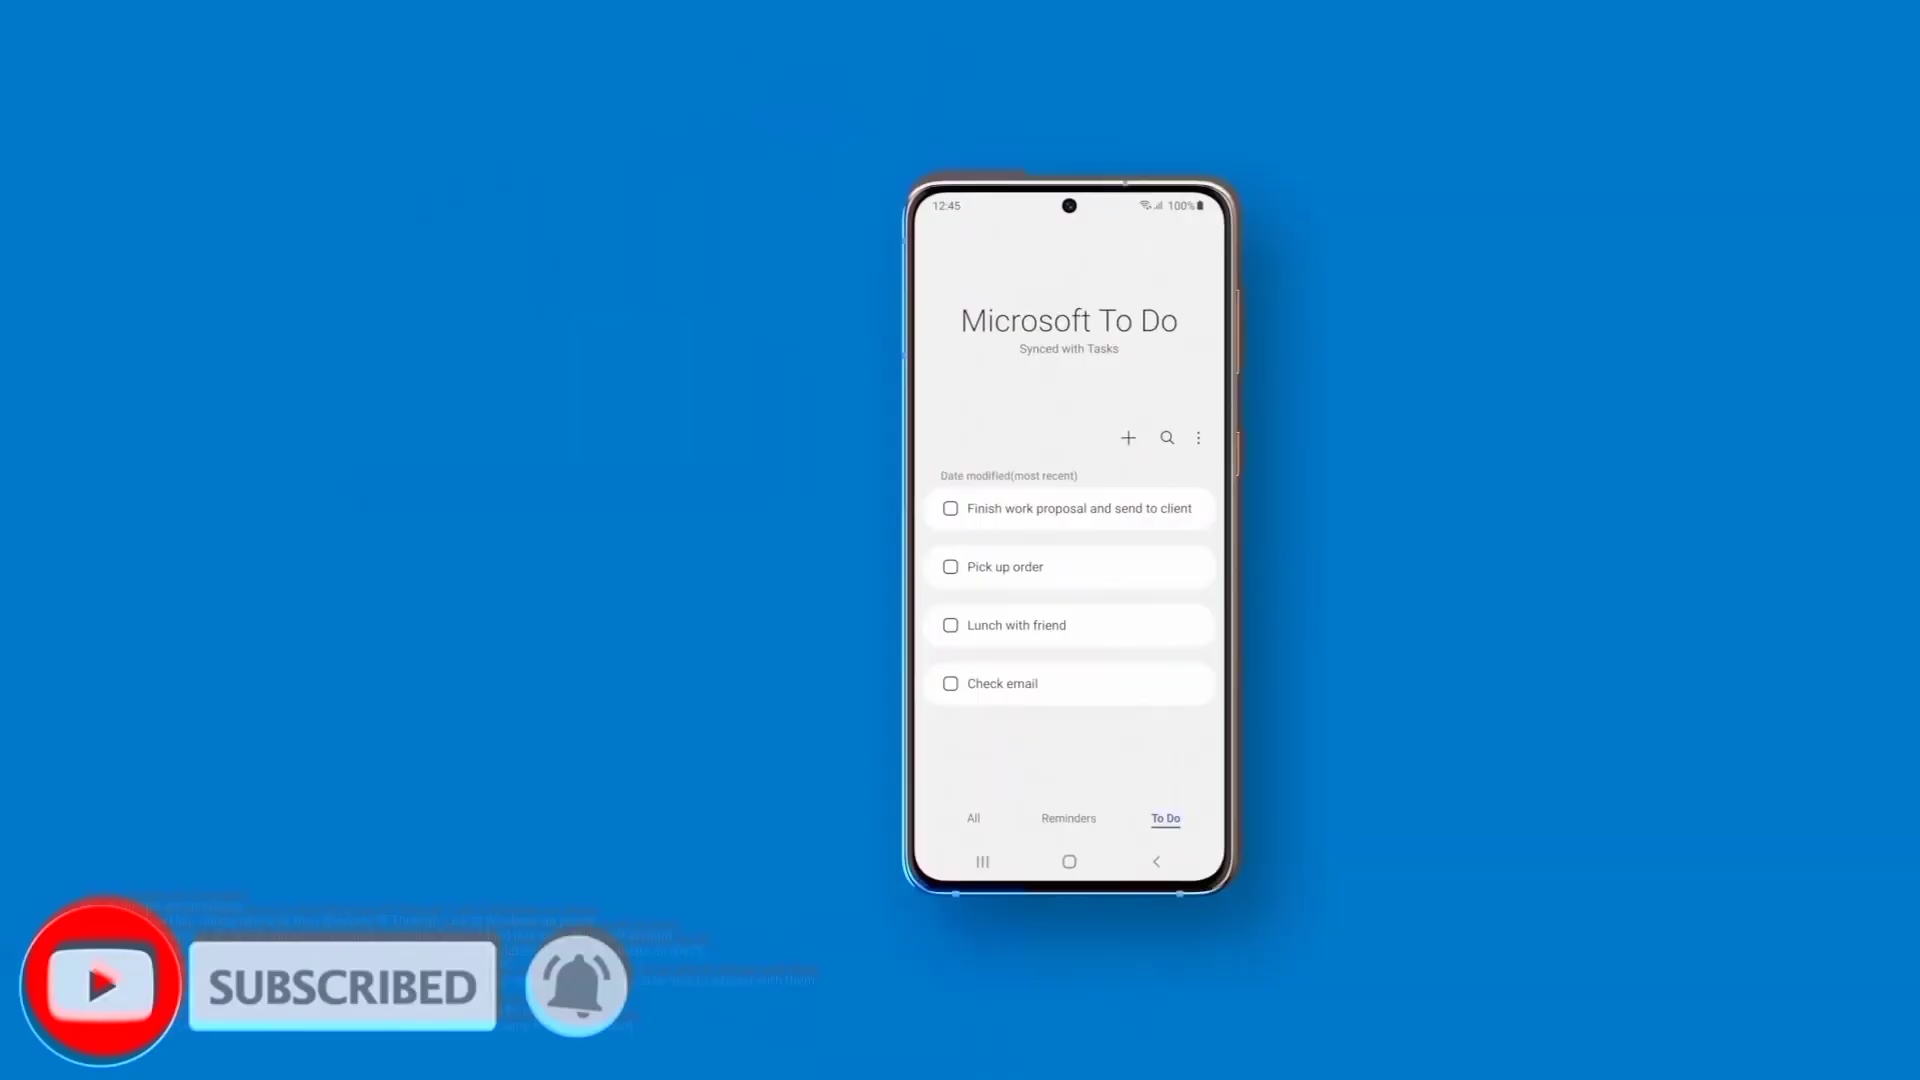 12:45
100%
Microsoft To Do
Synced with Tasks
Date modified(most recent)
Finish work proposal and send to client
Pick up order
Lunch with friend
Check email
All
Reminders
To Do
SUBSCRIBED